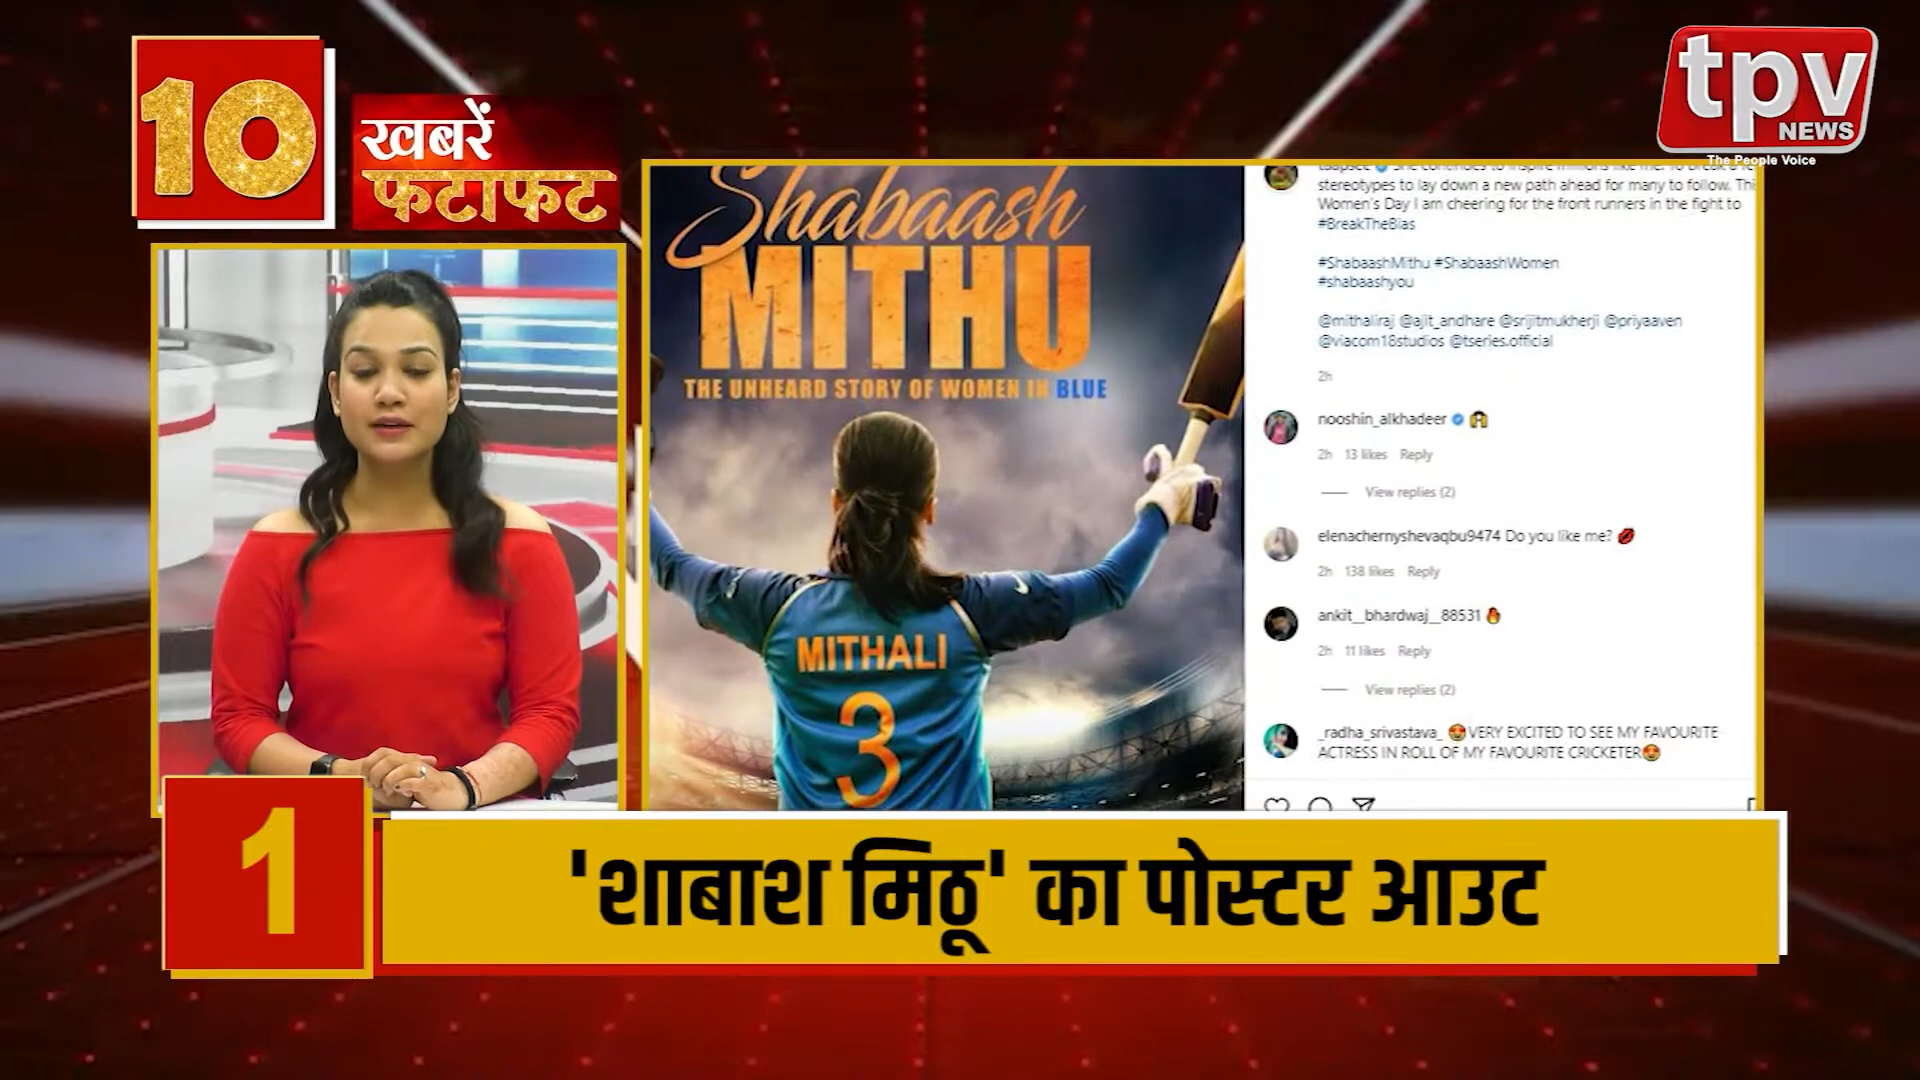 10
खबरें
फटाफट
tpv
NEWS
The People Voice
Shabaash
MITHU
THE UNHEARD STORY OF WOMEN IN BLUE
MITHALI
3
stereotypes to lay down a new path ahead for many to follow. Thi
Women's Day I am cheering for the front runners in the fight to
#BreakTheBias
#ShabaashMithu #ShabaashWomen
#shabaashyou
@mithaliraj @ajit_andhare @srijitmukherji @priyaaven
@viacom18studios @tseries.official
2h
nooshin_alkhadeer
2h 13 likes Reply
View replies (2)
elenachernyshevaqbu9474 Do you like me? 💋
2h 138 likes Reply
ankit__bhardwaj__88531 🔥
2h 11 likes Reply
View replies (2)
_radha_srivastava_ 😍VERY EXCITED TO SEE MY FAVOURITE
ACTRESS IN ROLL OF MY FAVOURITE CRICKETER😍
1
'शाबाश मिठू' का पोस्टर आउट